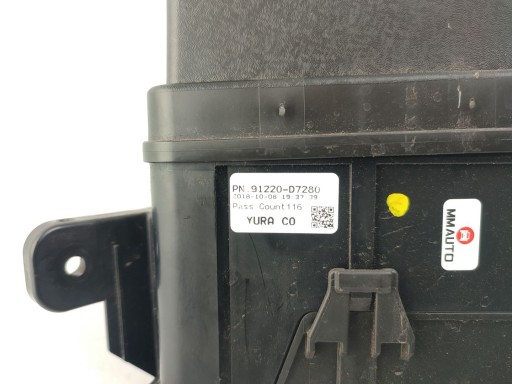 PN.91220-D7280
2018-10-08 19:37:39
Pass Count116
YURA CO
MMAUTO